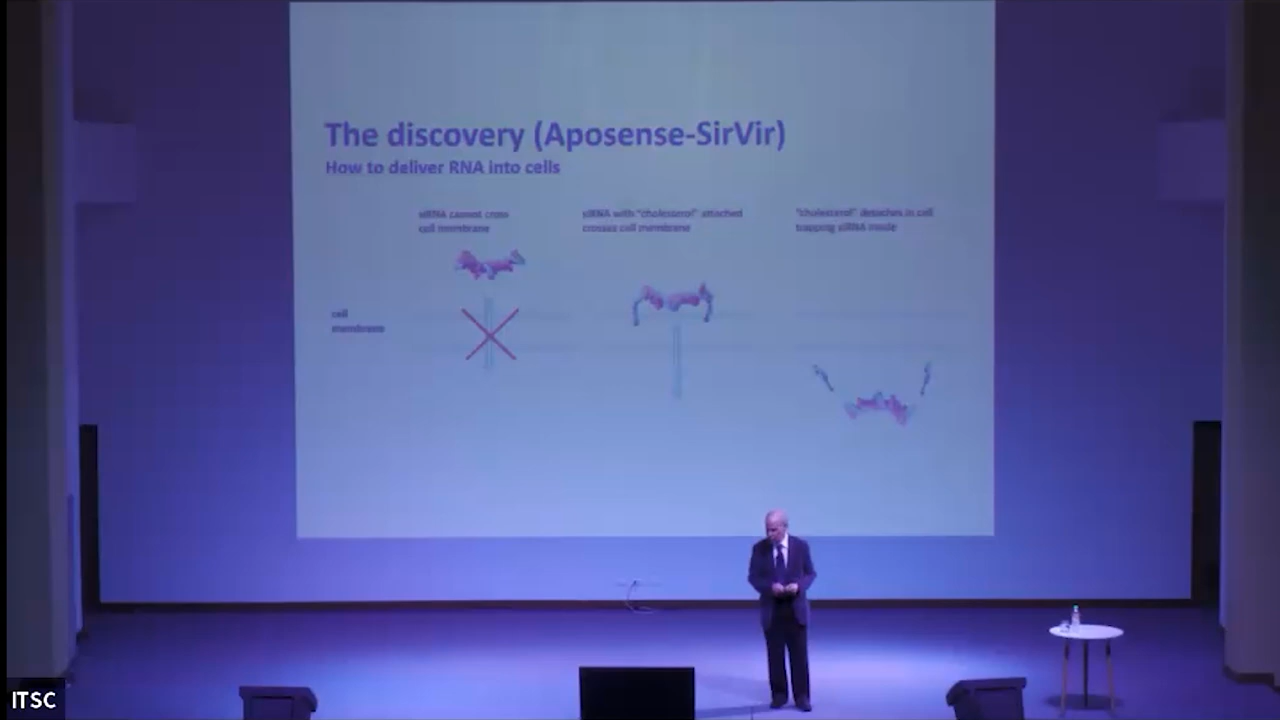 The discovery (Aposense-SirVir)
How to deliver RNA into cells
siRNA cannot cross
cell membrane
siRNA with "cholesterol" attached
crosses cell membrane
"cholesterol" detaches in cell
trapping siRNA inside
cell
membrane
ITSC